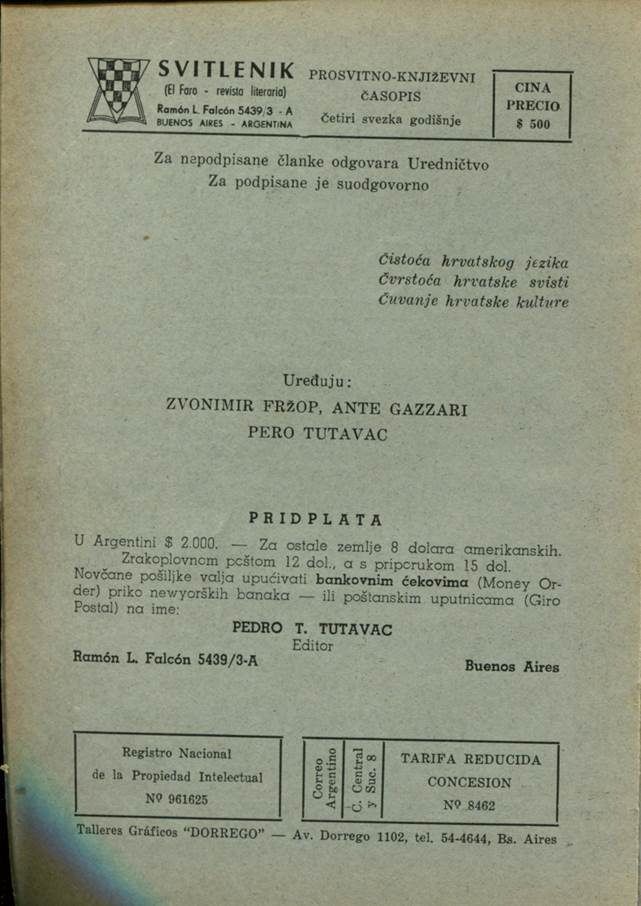 SVITLENIK
(El Faro - revista literaria)
Ramón L. Falcón 5439/3 - A
BUENOS AIRES - ARGENTINA
PROSVITNO-KNJIŽEVNI
ČASOPIS
Četiri svezka godišnje
CINA
PRECIO
$ 500
Za nepodpisane članke odgovara Uredničtvo
Za podpisane je suodgovorno
Čistoća hrvatskog jezika
Čvrstoća hrvatske svisti
Čuvanje hrvatske kulture
Uređuju:
ZVONIMIR FRŽOP, ANTE GAZZARI
PERO TUTAVAC
PRIDPLATA
U Argentini $ 2.000. — Za ostale zemlje 8 dolara amerikanskih.
Zrakoplovnom poštom 12 dol., a s priporukom 15 dol.
Novčane pošiljke valja upućivati bankovnim ćekovima (Money Or-
der) priko newyorških banaka — ili poštanskim uputnicama (Giro
Postal) na ime:
PEDRO T. TUTAVAC
Editor
Ramón L. Falcón 5439/3-A
Buenos Aires
Registro Nacional
de la Propiedad Intelectual
Nº 961625
Correo
Argentino
C. Central
y Suc. 8
TARIFA REDUCIDA
CONCESION
Nº 8462
Talleres Gráficos “DORREGO” — Av. Dorrego 1102, tel. 54-4644, Bs. Aires